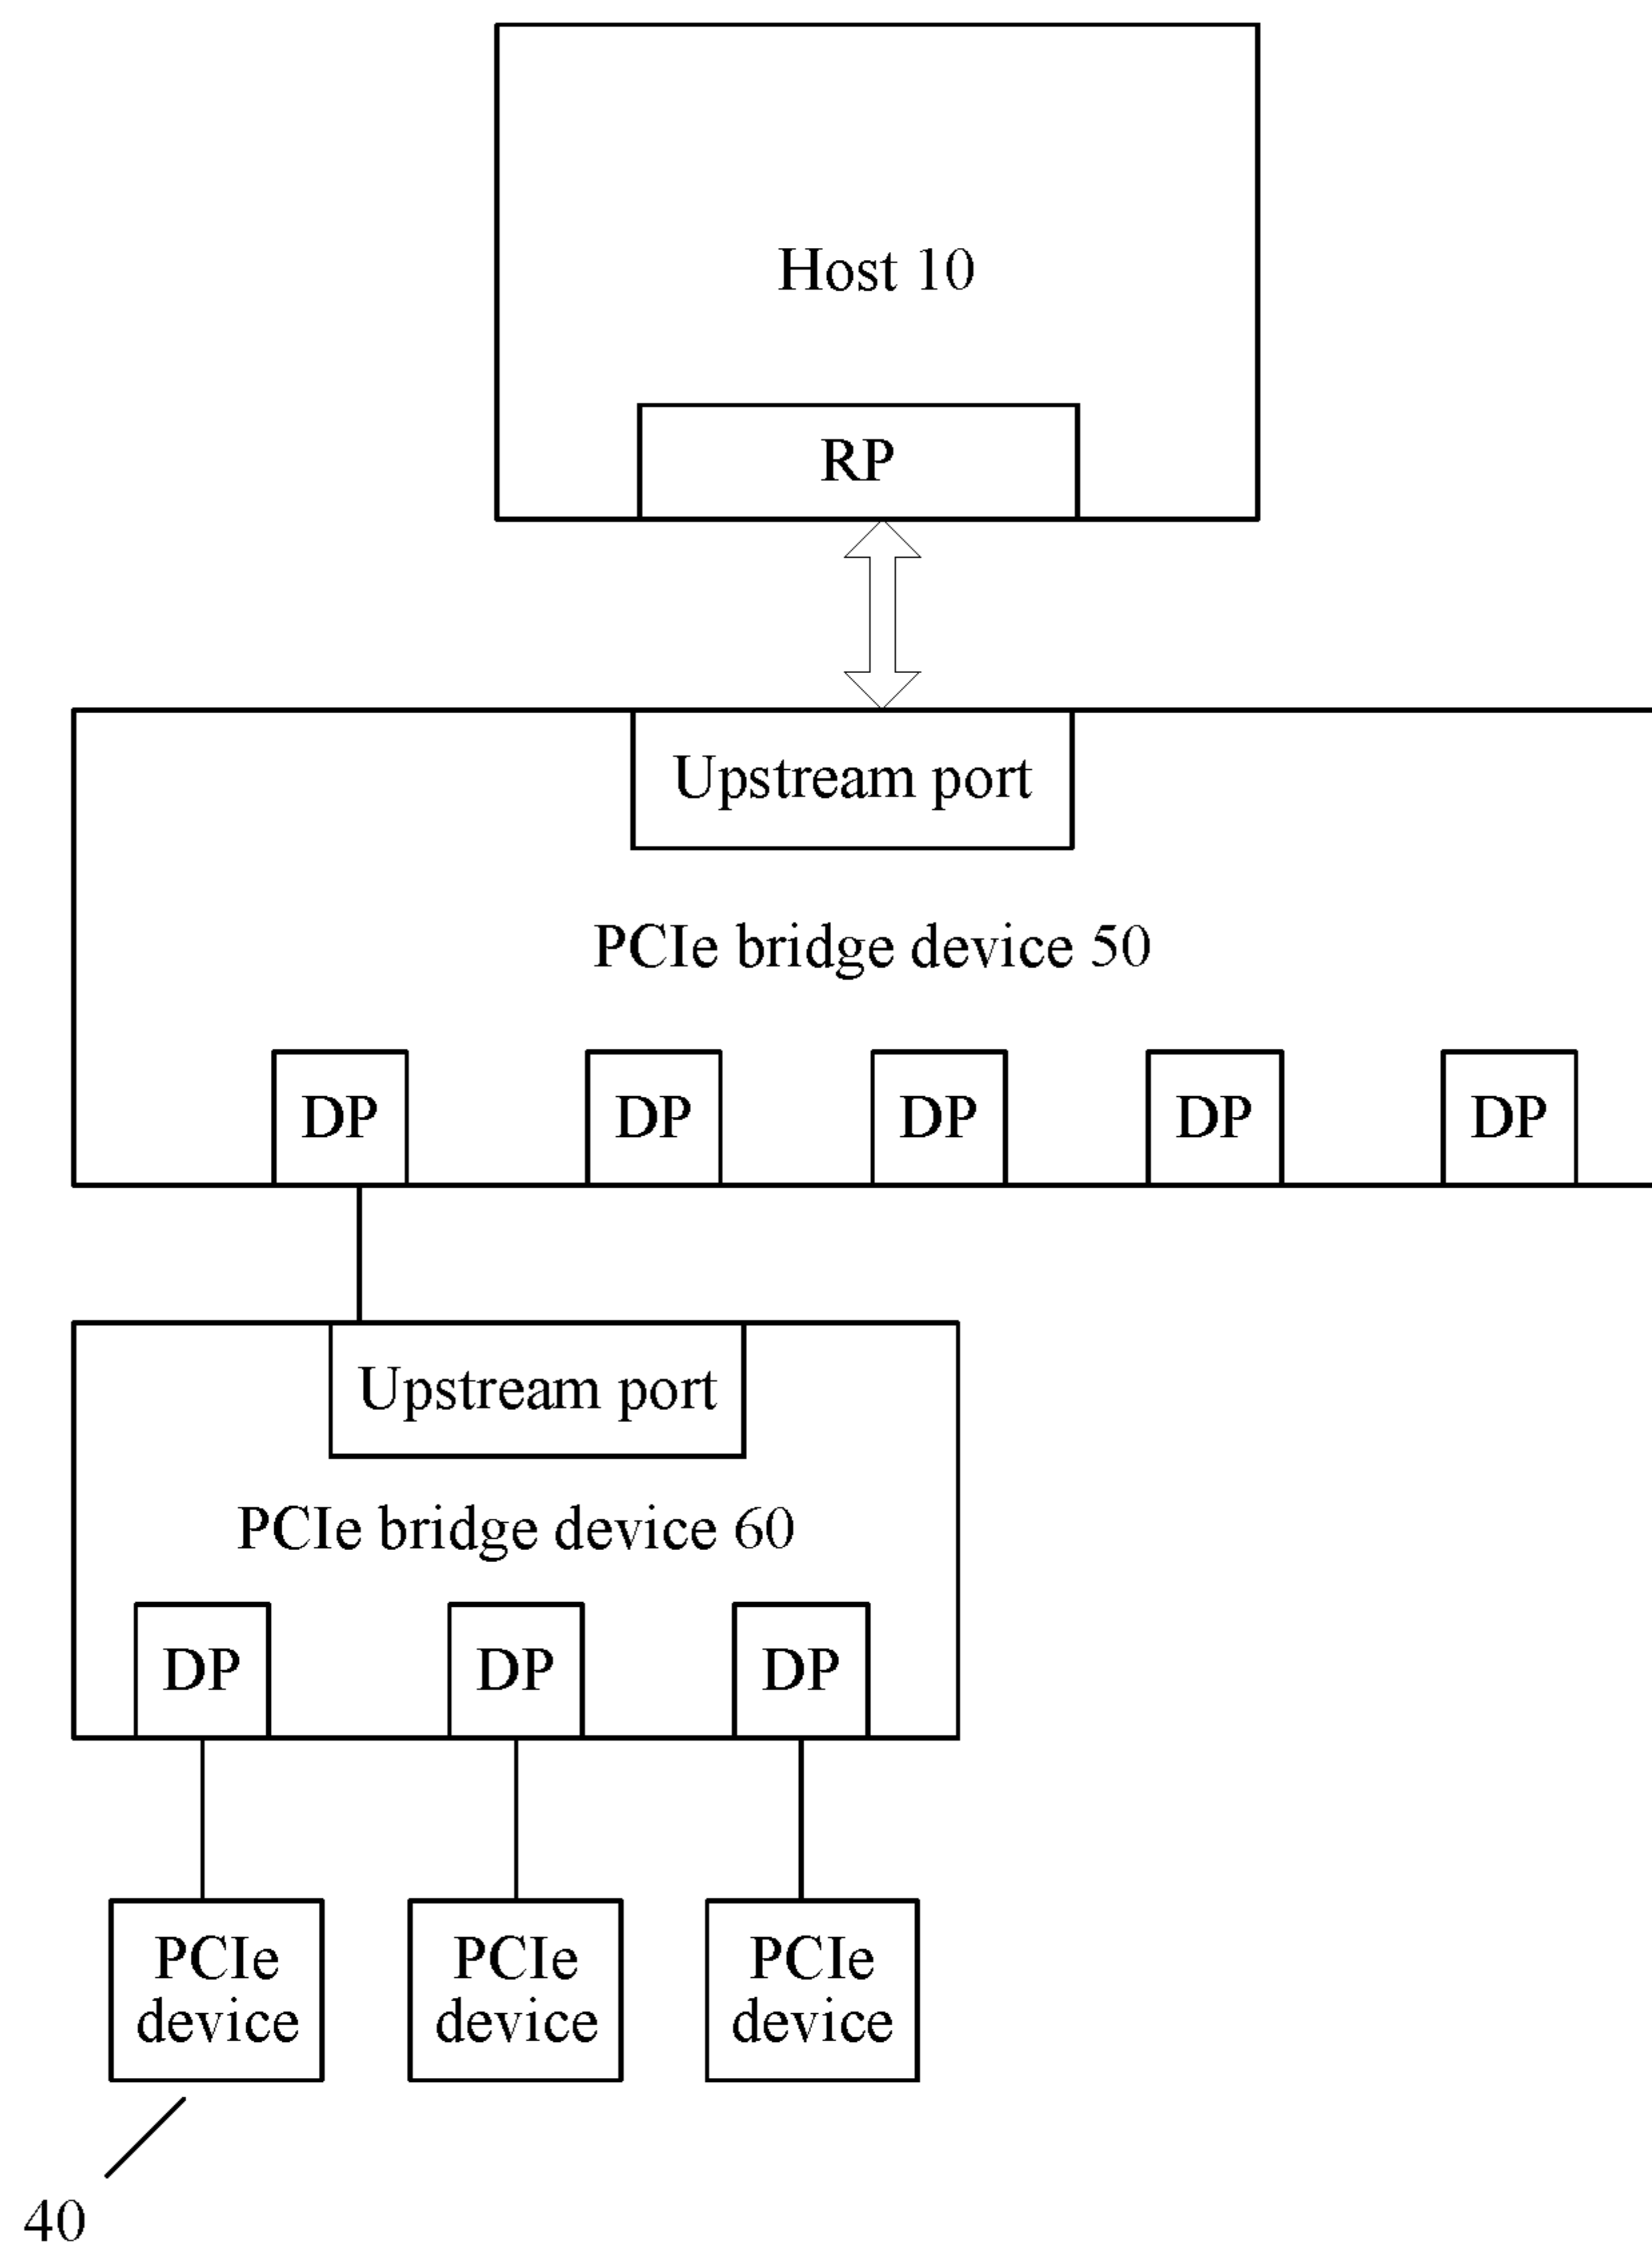 Host 10
RP
Upstream port
PCIe bridge device 50
DP DP DP DP DP
Upstream port
PCIe bridge device 60
DP DP DP
PCIe PCIe PCIe
device device device
40